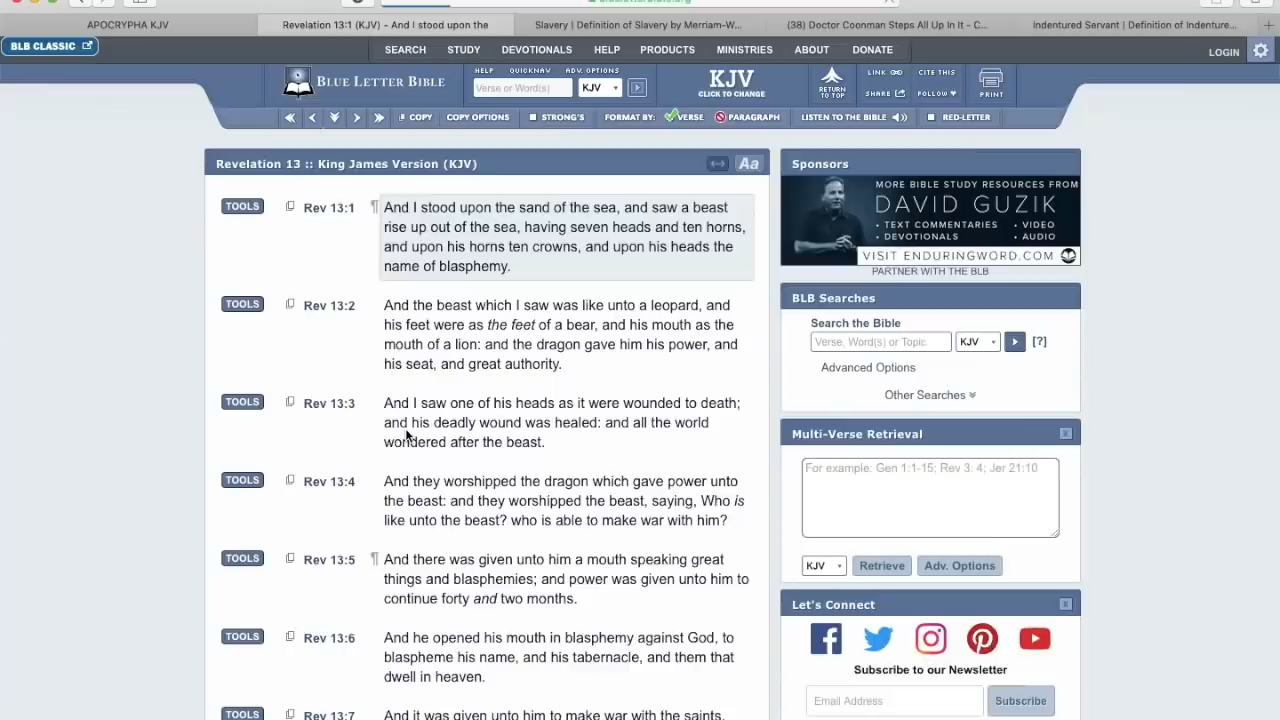 APOCRYPHA KJV
Revelation 13:1 (KJV) - And I stood upon the
Slavery | Definition of Slavery by Merriam-W...
(38) Doctor Coonman Steps All Up In It - C...
Indentured Servant | Definition of Indenture...
BLB CLASSIC
SEARCH STUDY DEVOTIONALS HELP PRODUCTS MINISTRIES ABOUT DONATE
LOGIN
BLUE LETTER BIBLE
HELP QUICKNAV ADV. OPTIONS
Verse or Word(s) KJV
KJV
CLICK TO CHANGE
RETURN
TO TOP
LINK CITE THIS
SHARE FOLLOW
PRINT
COPY COPY OPTIONS STRONG'S FORMAT BY: VERSE PARAGRAPH LISTEN TO THE BIBLE RED-LETTER
Revelation 13 :: King James Version (KJV) Aa
TOOLS Rev 13:1 ¶ And I stood upon the sand of the sea, and saw a beast
rise up out of the sea, having seven heads and ten horns,
and upon his horns ten crowns, and upon his heads the
name of blasphemy.
TOOLS Rev 13:2 And the beast which I saw was like unto a leopard, and
his feet were as the feet of a bear, and his mouth as the
mouth of a lion: and the dragon gave him his power, and
his seat, and great authority.
TOOLS Rev 13:3 And I saw one of his heads as it were wounded to death;
and his deadly wound was healed: and all the world
wondered after the beast.
TOOLS Rev 13:4 And they worshipped the dragon which gave power unto
the beast: and they worshipped the beast, saying, Who is
like unto the beast? who is able to make war with him?
TOOLS Rev 13:5 ¶ And there was given unto him a mouth speaking great
things and blasphemies; and power was given unto him to
continue forty and two months.
TOOLS Rev 13:6 And he opened his mouth in blasphemy against God, to
blaspheme his name, and his tabernacle, and them that
dwell in heaven.
TOOLS Rev 13:7 And it was given unto him to make war with the saints,
Sponsors
MORE BIBLE STUDY RESOURCES FROM
DAVID GUZIK
• TEXT COMMENTARIES • VIDEO
• DEVOTIONALS • AUDIO
VISIT ENDURINGWORD.COM
PARTNER WITH THE BLB
BLB Searches
Search the Bible
Verse, Word(s) or Topic KJV [?]
Advanced Options
Other Searches
Multi-Verse Retrieval x
For example: Gen 1:1-15; Rev 3: 4; Jer 21:10
KJV Retrieve Adv. Options
Let's Connect x
Subscribe to our Newsletter
Email Address Subscribe